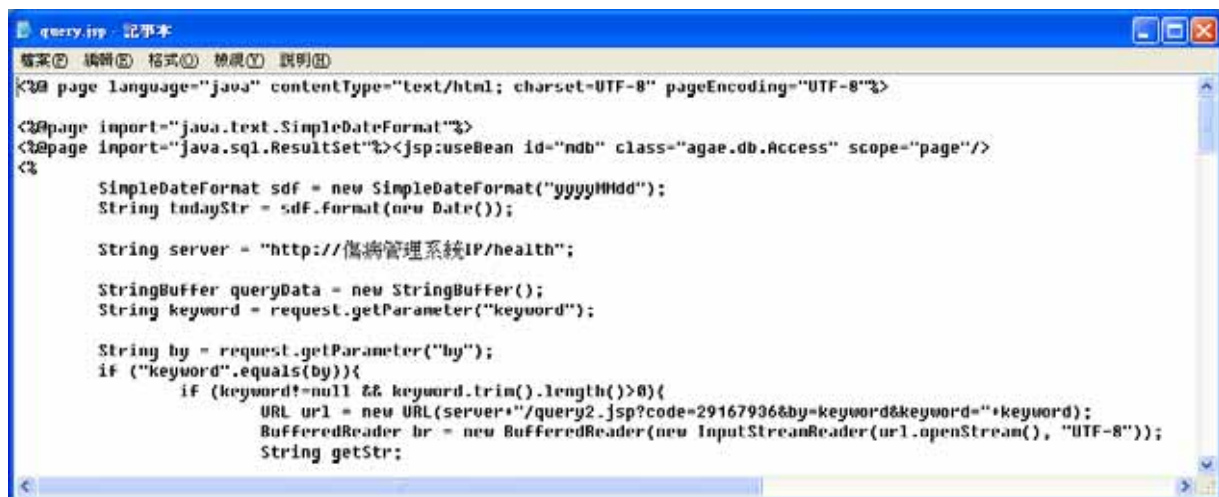 query.jsp - 記事本
檔案(F) 編輯(E) 格式(O) 檢視(V) 說明(H)
<%@ page language="java" contentType="text/html; charset=UTF-8" pageEncoding="UTF-8"%>
<%@page import="java.text.SimpleDateFormat"%>
<%@page import="java.sql.ResultSet"%><jsp:useBean id="mdb" class="agae.db.Access" scope="page"/>
<%
SimpleDateFormat sdf = new SimpleDateFormat("yyyyMMdd");
String todayStr = sdf.format(new Date());
String server = "http://傷病管理系統IP/health";
StringBuffer queryData = new StringBuffer();
String keyword = request.getParameter("keyword");
String by = request.getParameter("by");
if ("keyword".equals(by)){
if (keyword!=null && keyword.trim().length()>0){
URL url = new URL(server+"/query2.jsp?code=29167936&by=keyword&keyword="+keyword);
BufferedReader br = new BufferedReader(new InputStreamReader(url.openStream(), "UTF-8"));
String getStr;